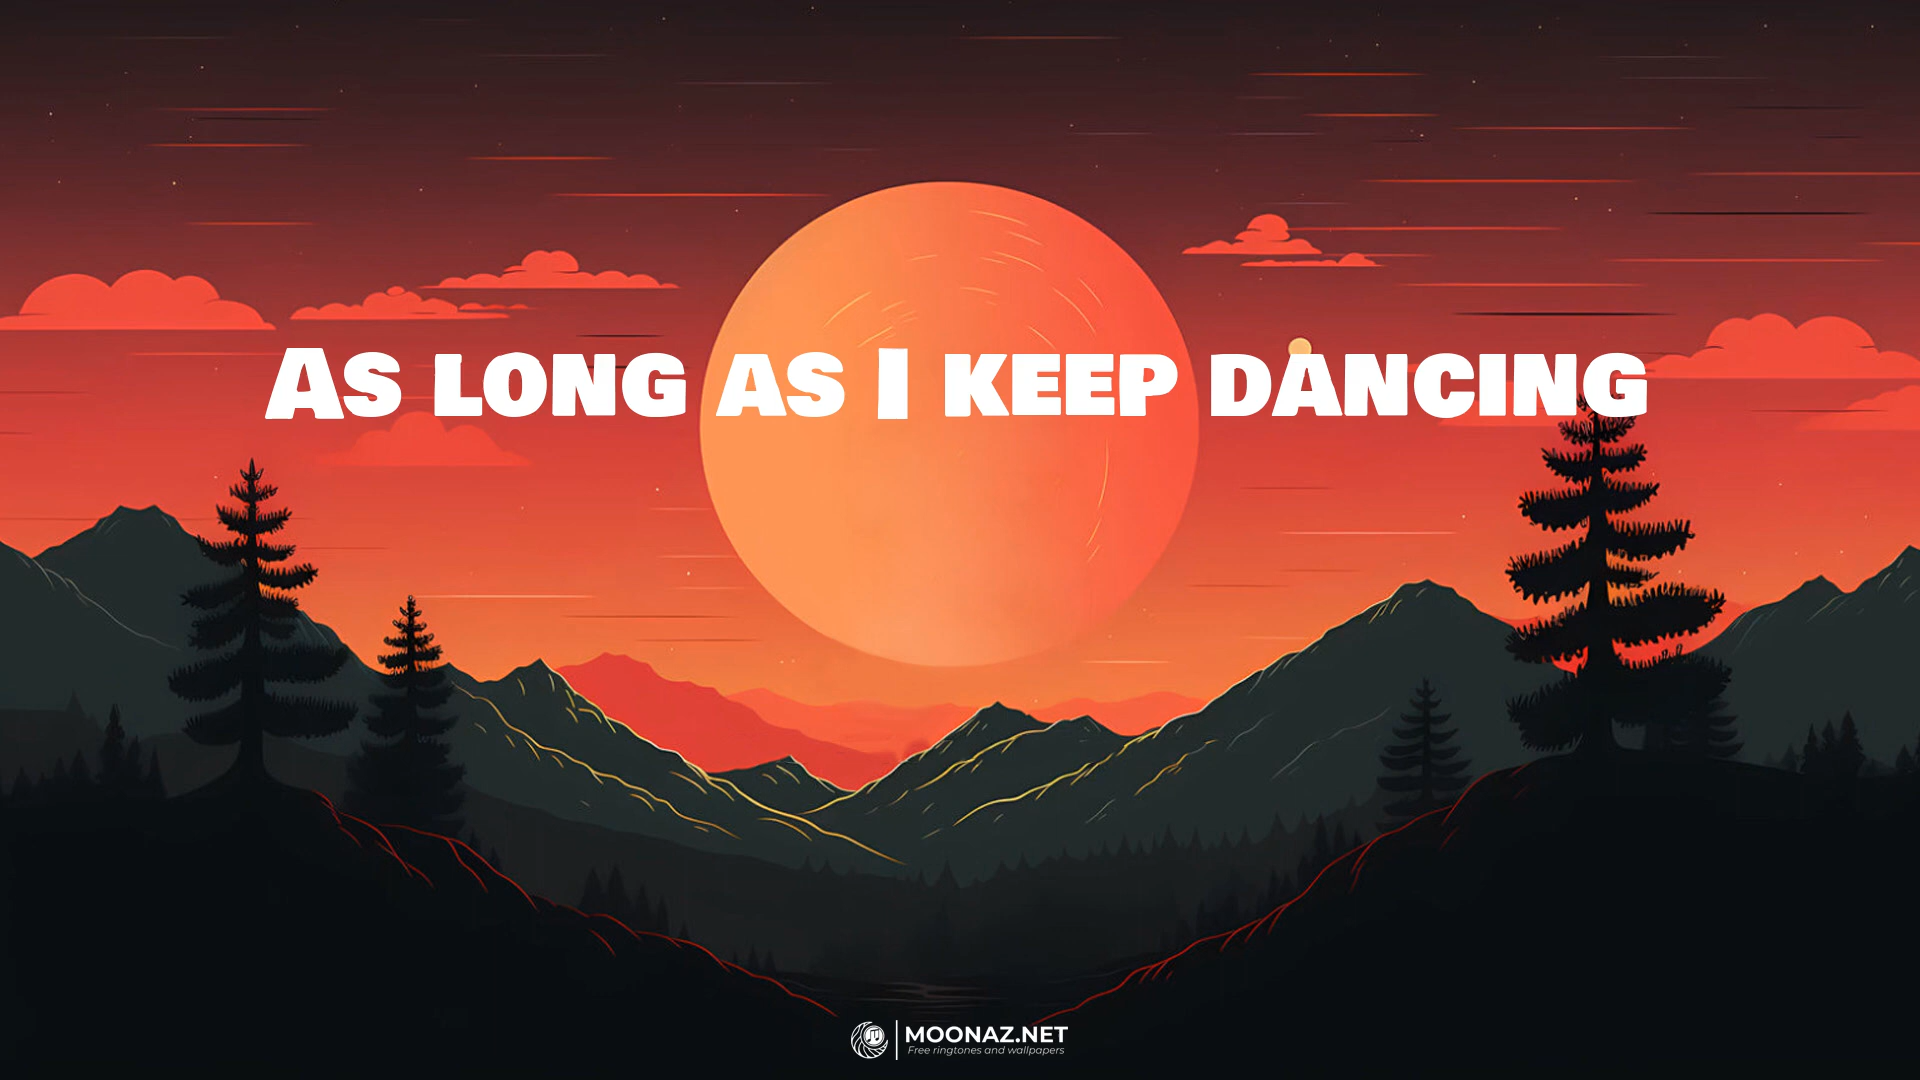 As long as I keep dancing
MOONAZ.NET
Free ringtones and wallpapers